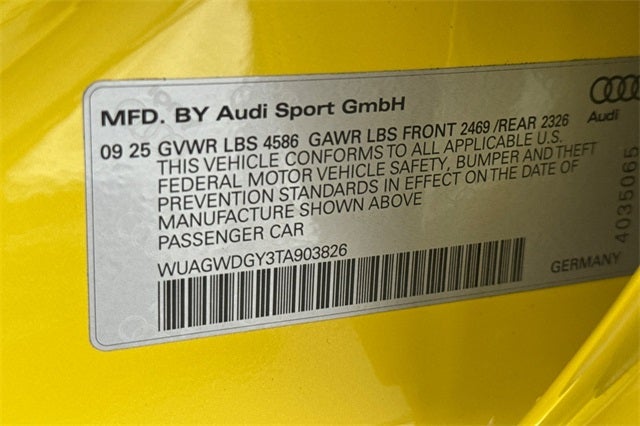 MFD. BY Audi Sport GmbH
Audi
09 25 GVWR LBS 4586 GAWR LBS FRONT 2469 /REAR 2326
THIS VEHICLE CONFORMS TO ALL APPLICABLE U.S.
FEDERAL MOTOR VEHICLE SAFETY, BUMPER AND THEFT
PREVENTION STANDARDS IN EFFECT ON THE DATE OF
MANUFACTURE SHOWN ABOVE
PASSENGER CAR
WUAGWDGY3TA903826
GERMANY
4035065